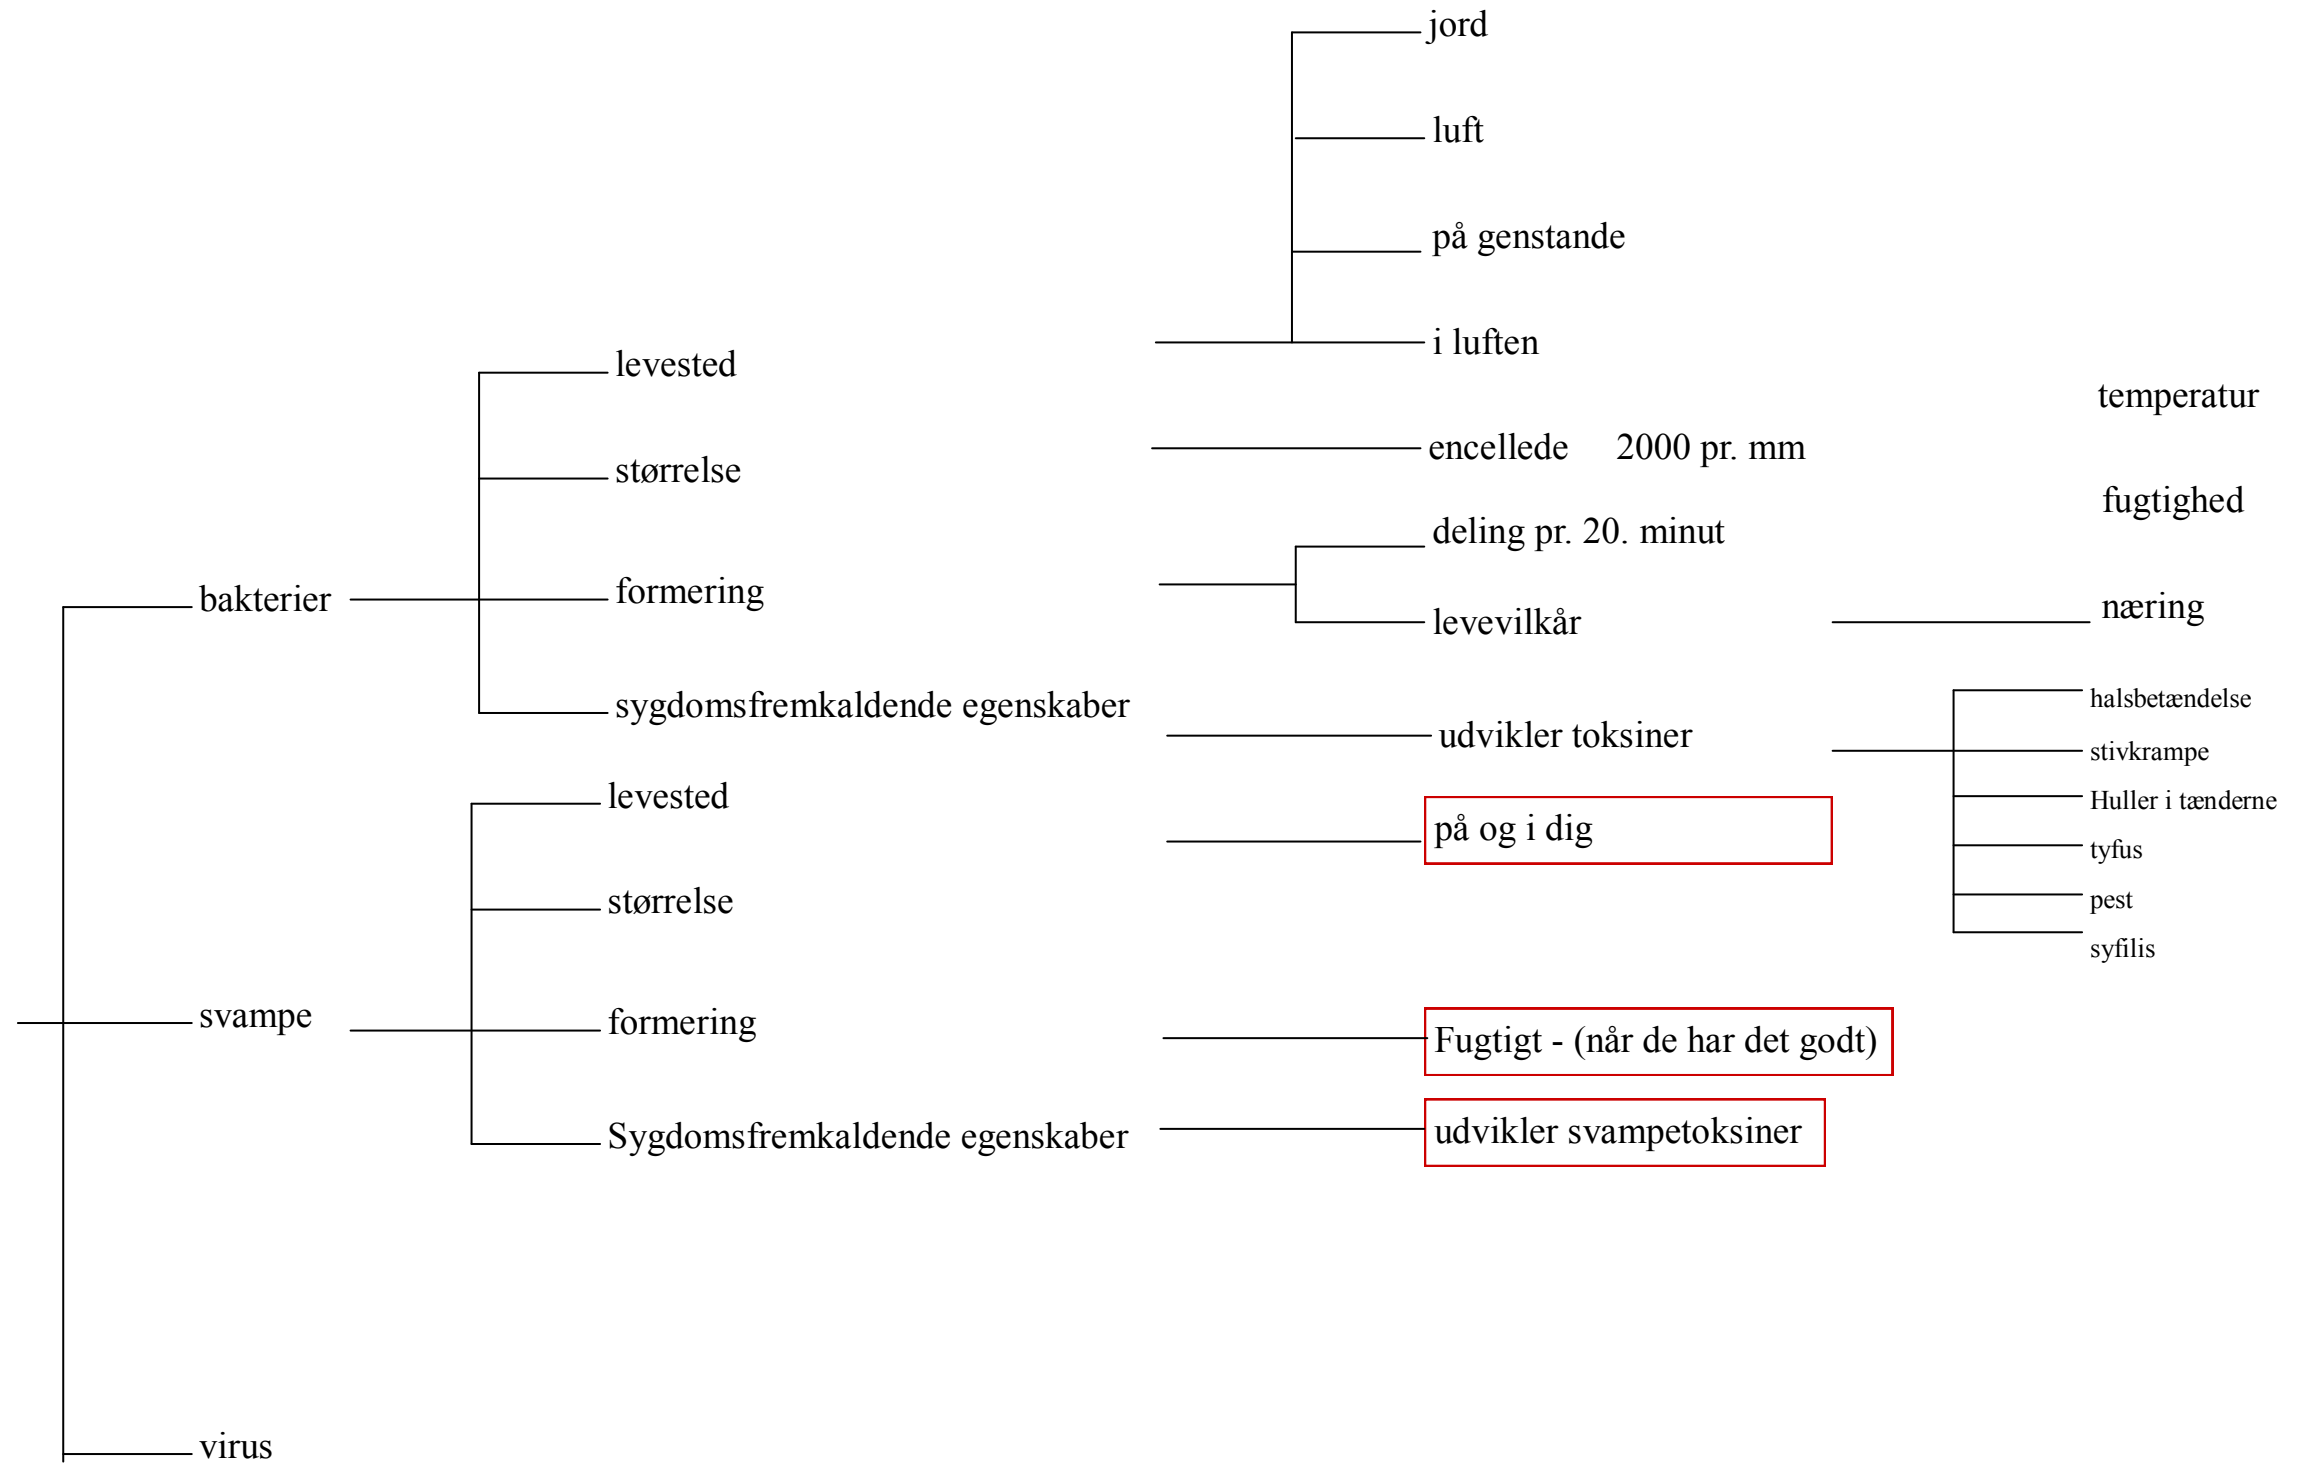 jord
luft
på genstande
i luften
levested
temperatur
størrelse
encellede 2000 pr. mm
fugtighed
deling pr. 20. minut
bakterier
formering
levevilkår
næring
sygdomsfremkaldende egenskaber
udvikler toksiner
halsbetændelse
stivkrampe
Huller i tænderne
tyfus
pest
syfilis
levested
på og i dig
størrelse
svampe
formering
Fugtigt - (når de har det godt)
Sygdomsfremkaldende egenskaber
udvikler svampetoksiner
virus